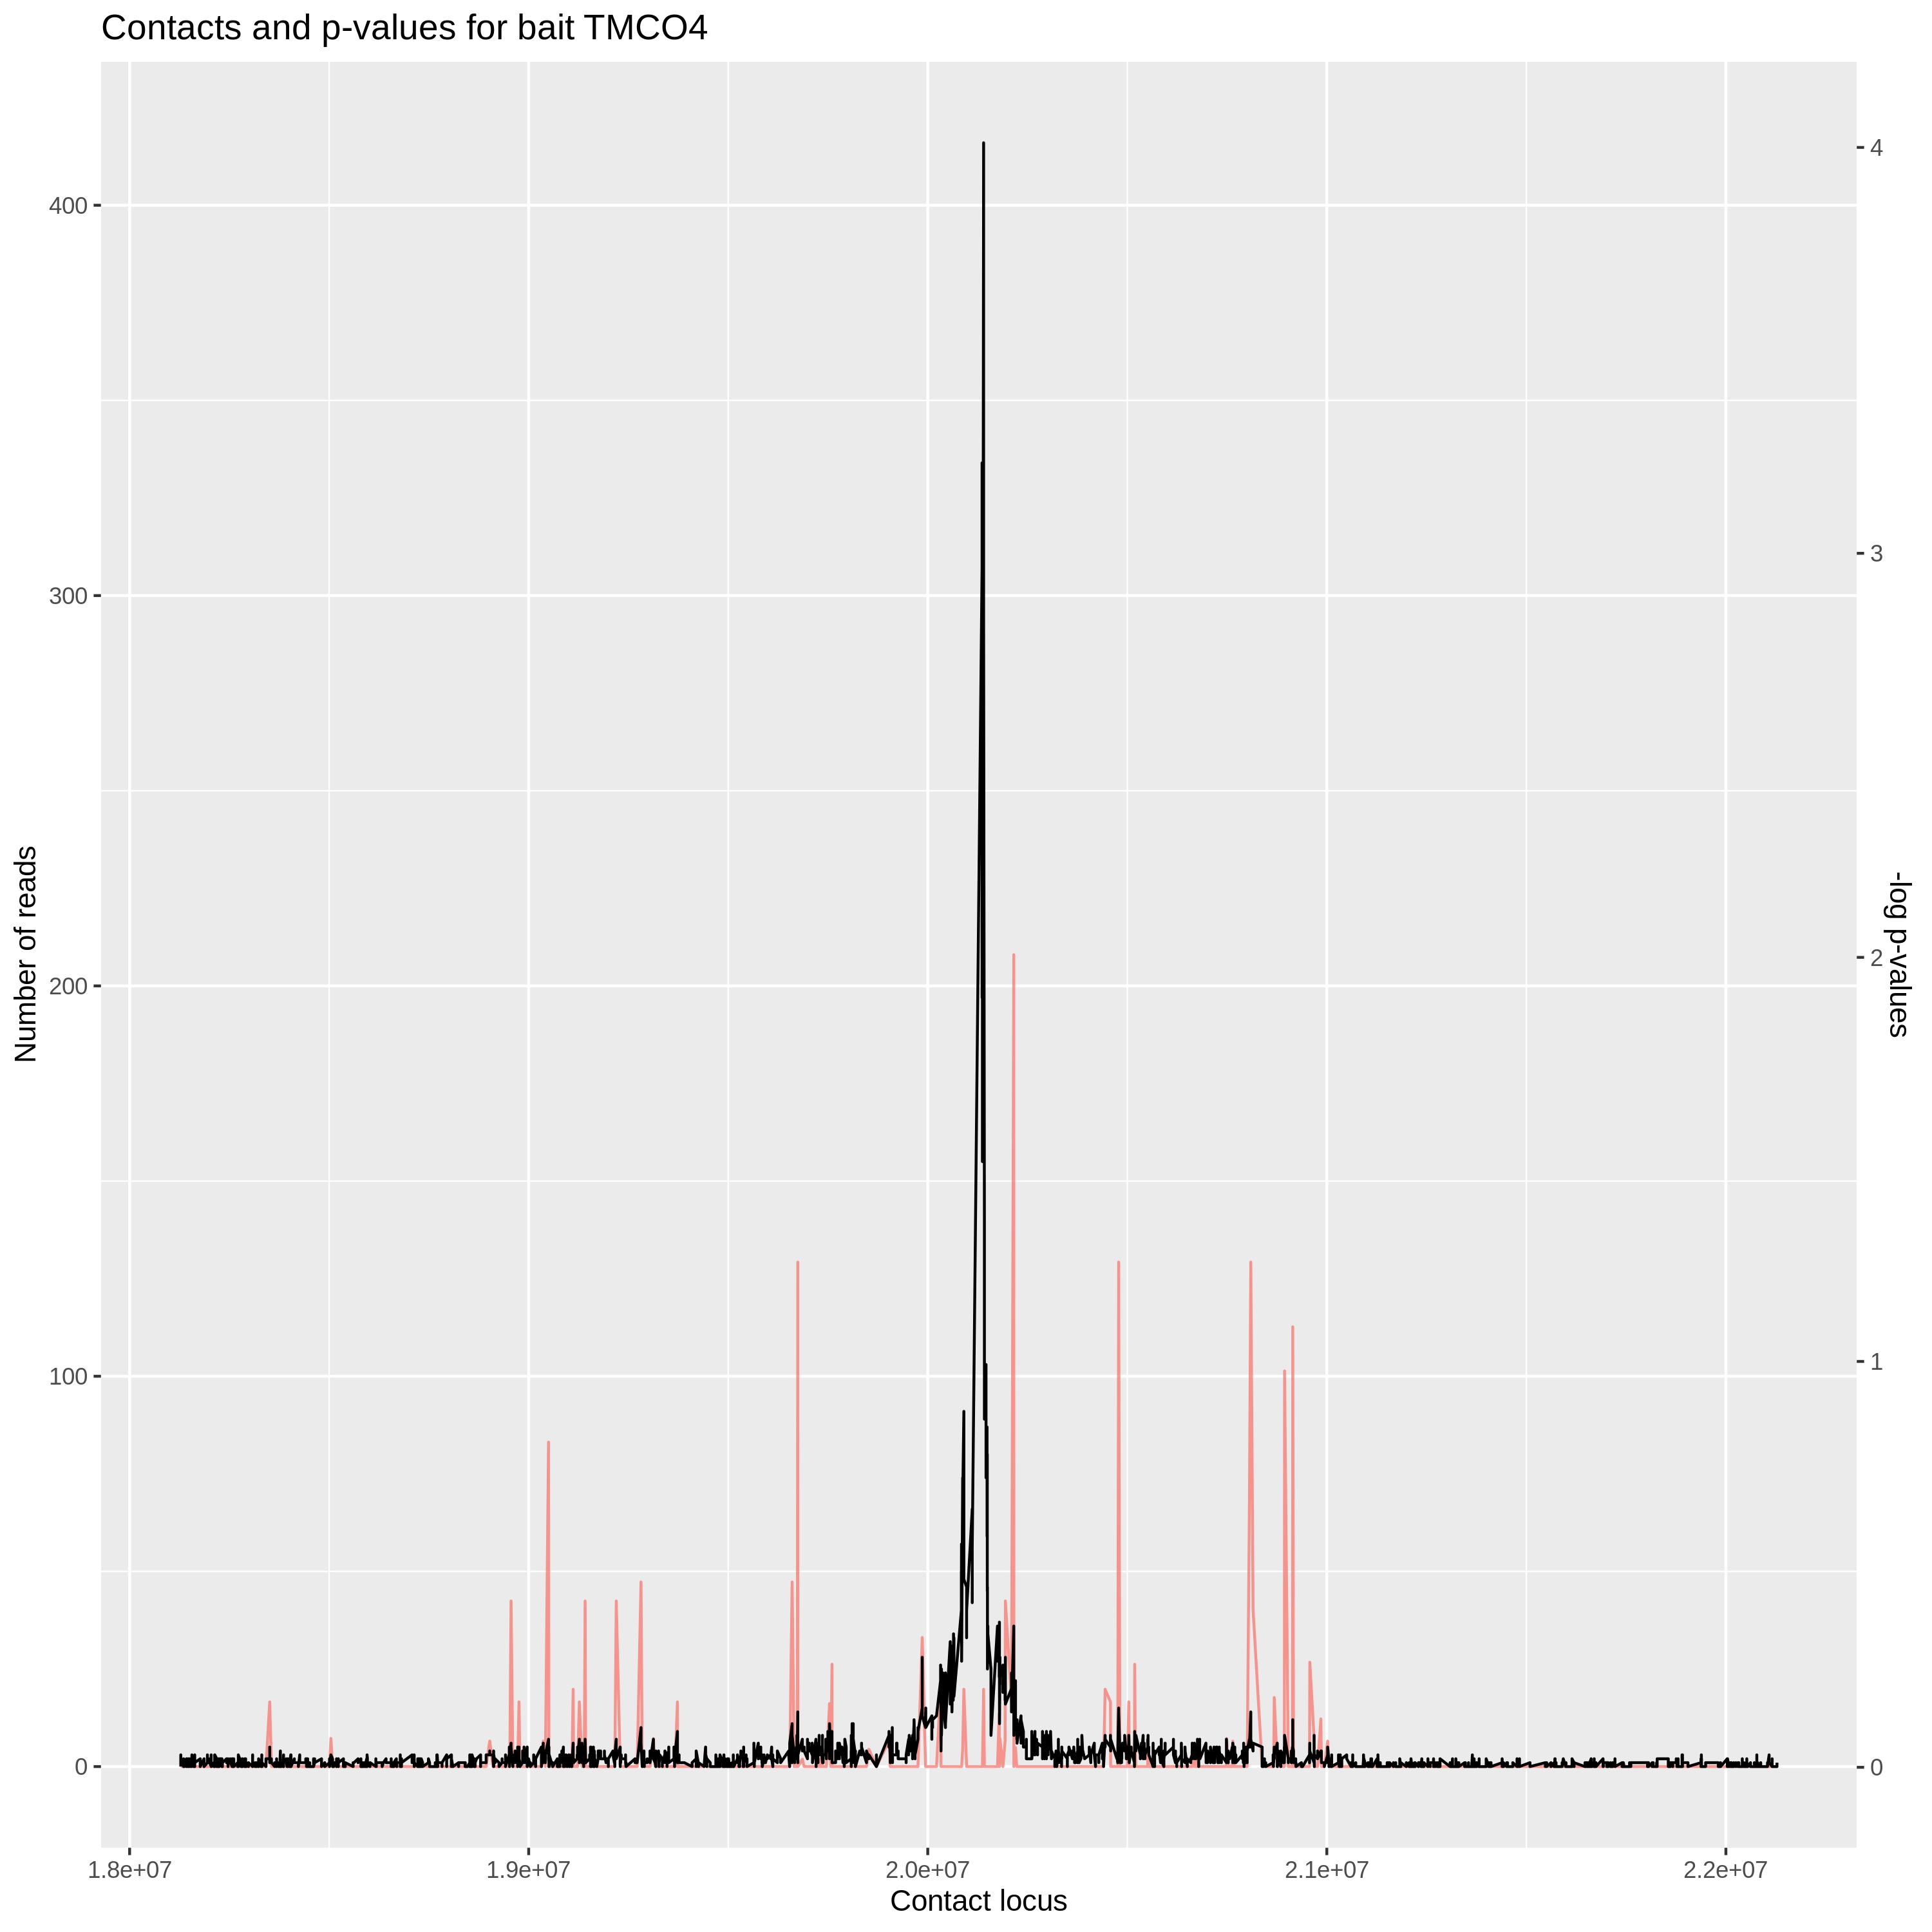 Contacts and p-values for bait TMCO4
400
300
200
100
0
Number of reads
4
3
2
1
0
-log p-values
1.8e+07
1.9e+07
2.0e+07
2.1e+07
2.2e+07
Contact locus